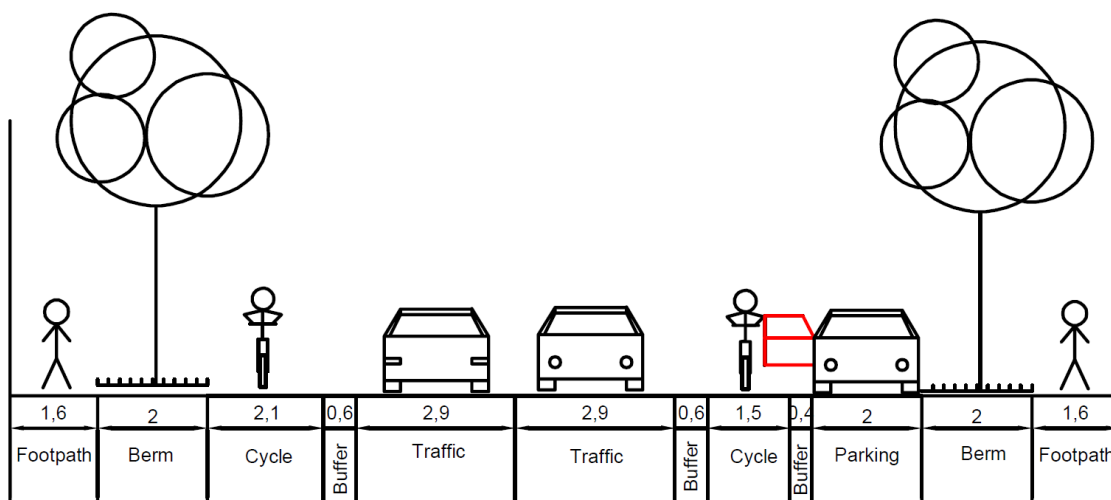 1,6 2 2,1 0,6 2,9 2,9 0,6 1,5 0,4 2 2 1,6
Footpath Berm Cycle Buffer Traffic Traffic Buffer Cycle Buffer Parking Berm Footpath